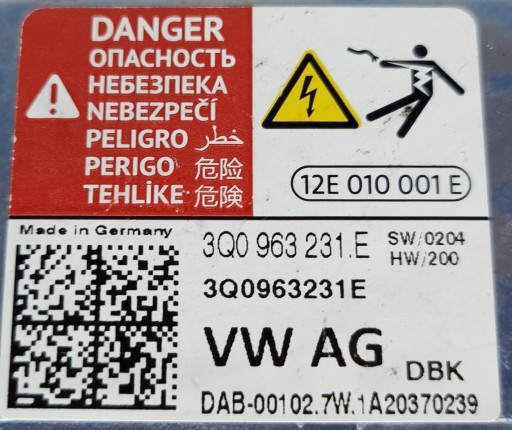 DANGER
ОПАСНОСТЬ
НЕБЕЗПЕКА
NEBEZPEČÍ
PELIGRO خطر
PERIGO 危险
TEHLİKE 危険
12E 010 001 E
Made in Germany
3Q0 963 231.E SW/0204
HW/200
3Q0963231E
VW AG DBK
DAB-00102.7W.1A20370239